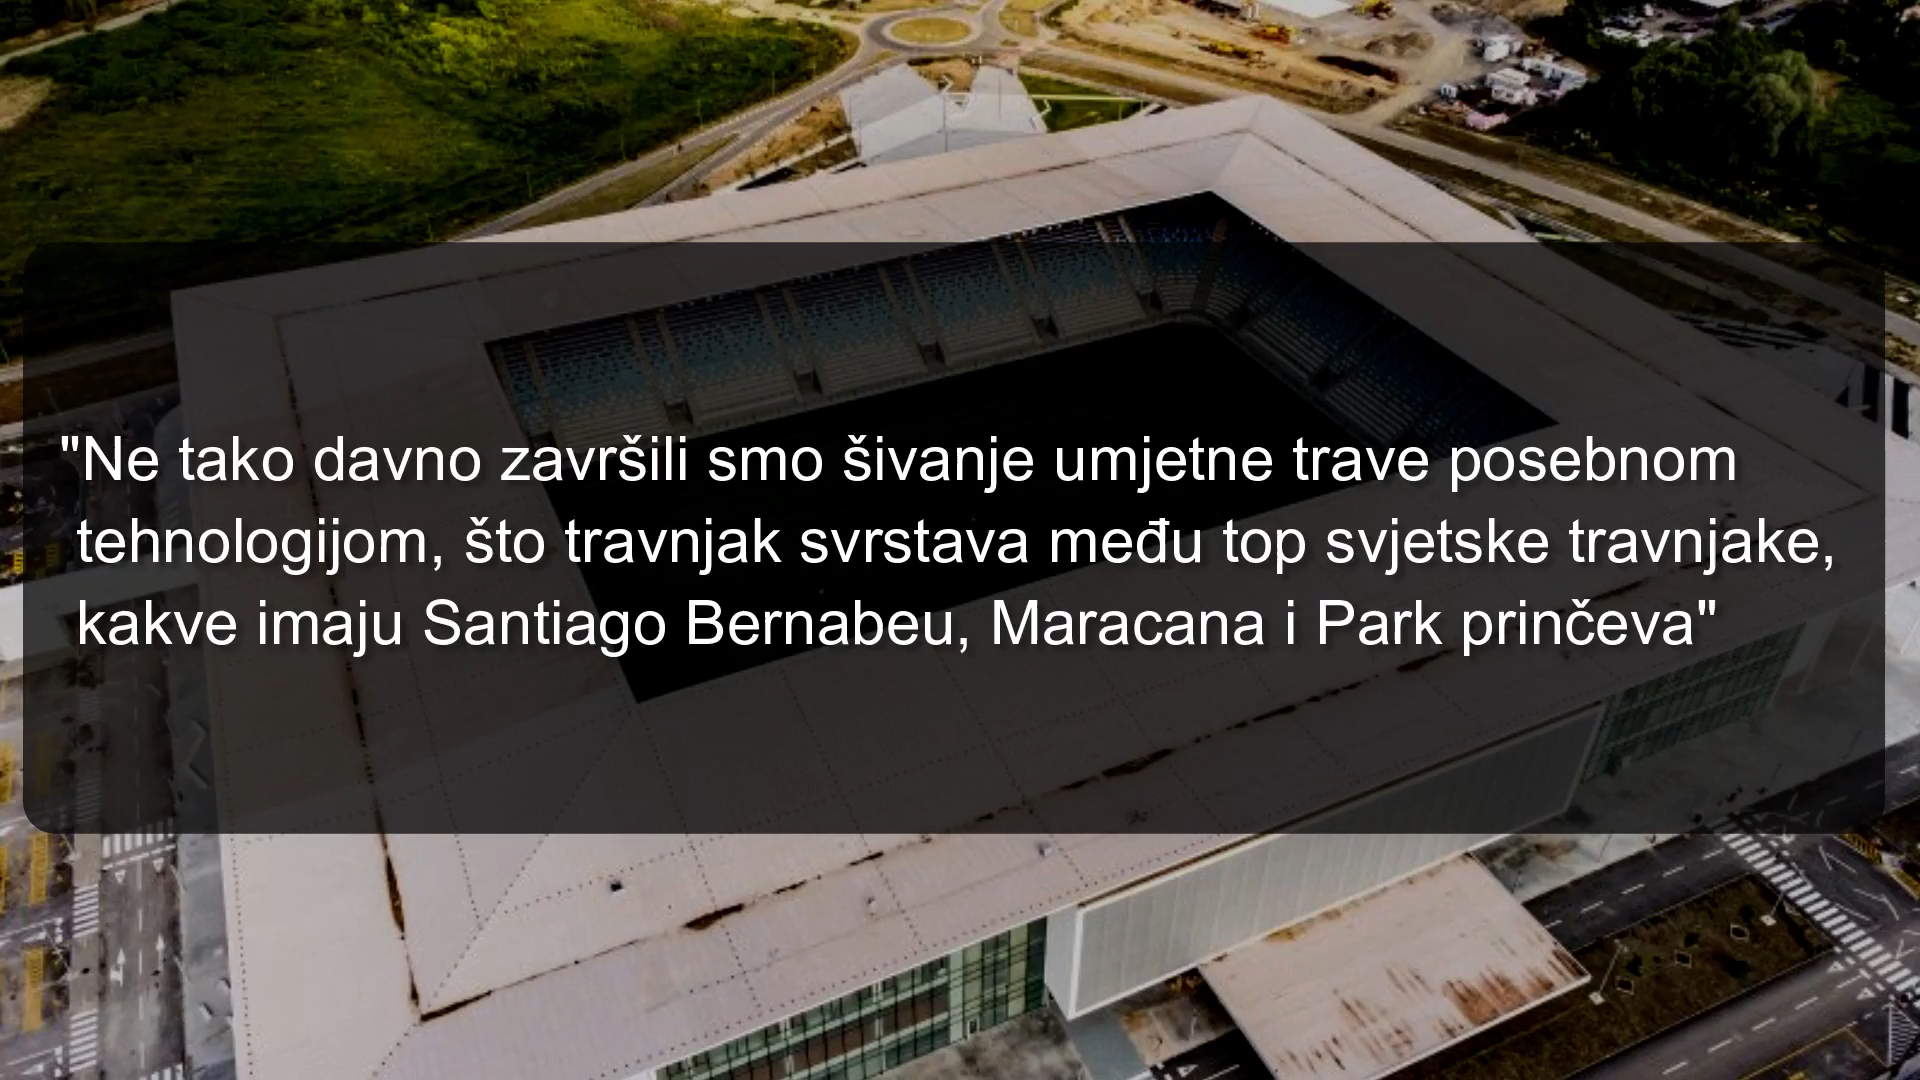 "Ne tako davno završili smo šivanje umjetne trave posebnom
tehnologijom, što travnjak svrstava među top svjetske travnjake,
kakve imaju Santiago Bernabeu, Maracana i Park prinčeva"